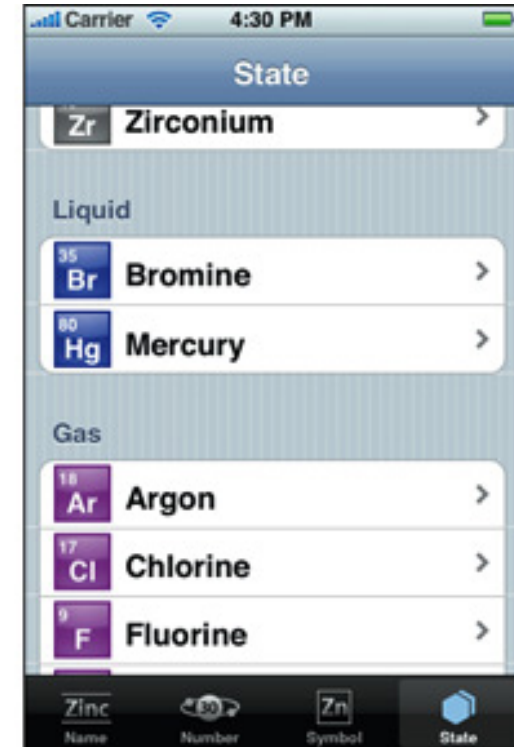 Carrier 4:30 PM
State
Zr Zirconium
Liquid
35
Br Bromine
80
Hg Mercury
Gas
18
Ar Argon
17
Cl Chlorine
9
F Fluorine
Zinc 30 Zn
Name Number Symbol State